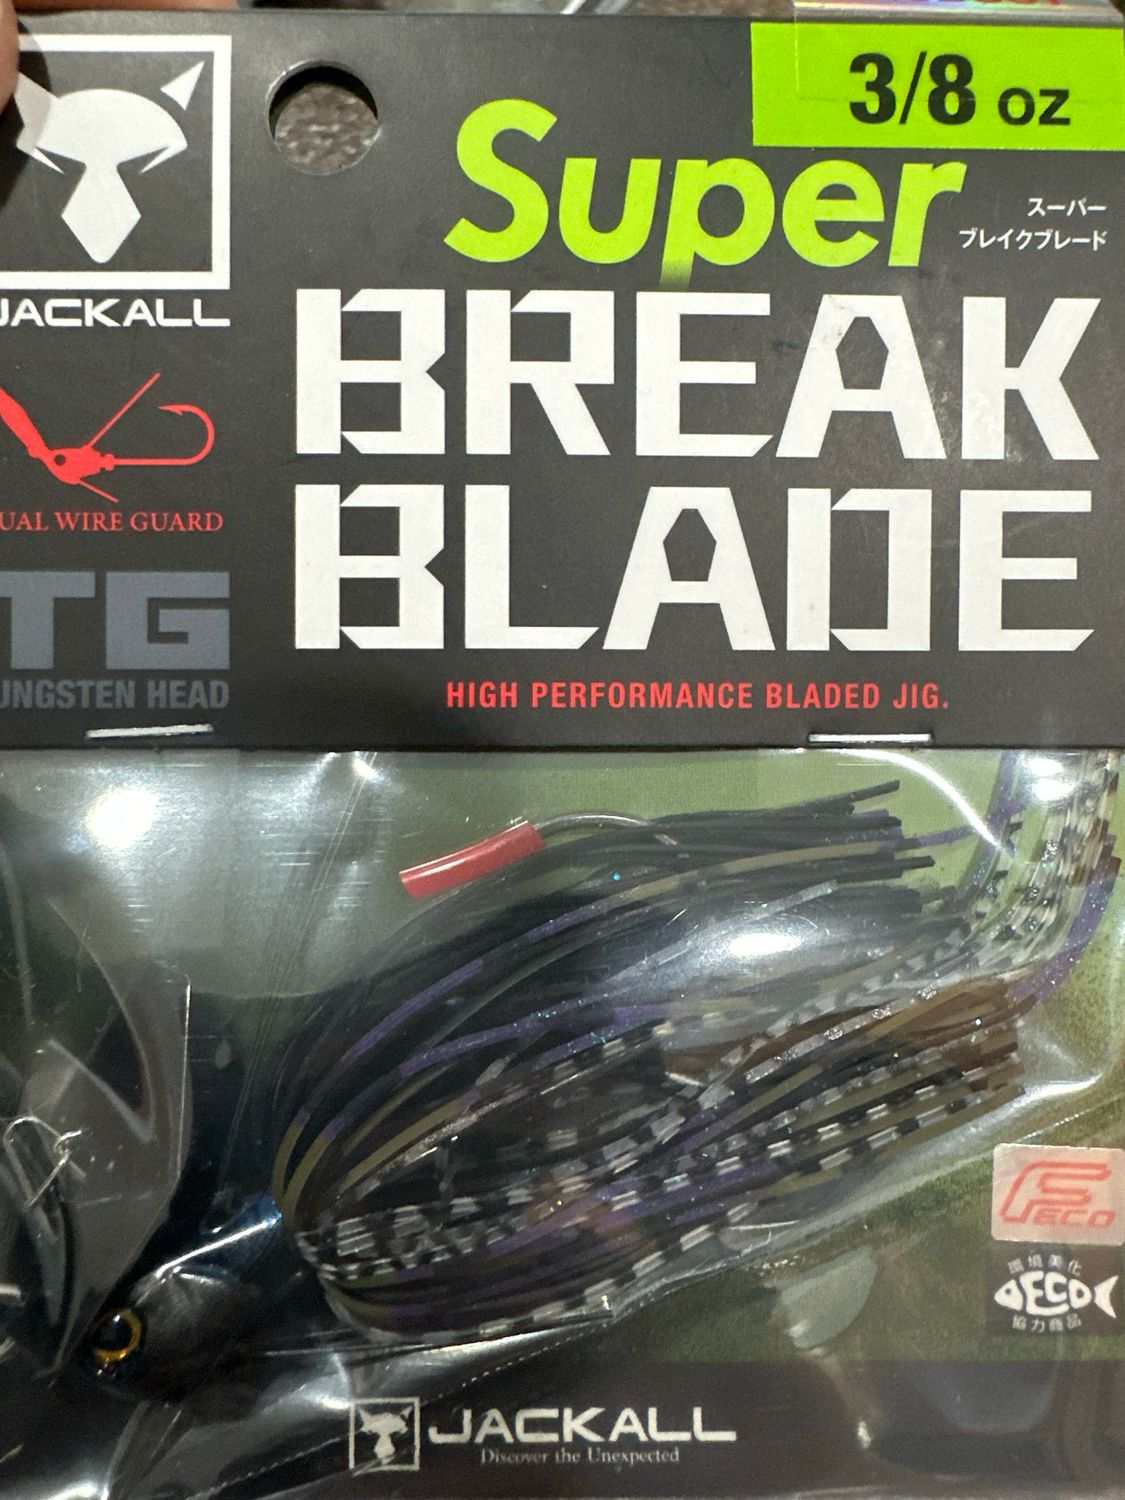 3/8 oz
Super
スーパー
ブレイクブレード
JACKALL
BREAK
BLADE
UAL WIRE GUARD
TG
UNGSTEN HEAD
HIGH PERFORMANCE BLADED JIG.
FECO
環境美化
ECO
協力商品
JACKALL
Discover the Unexpected